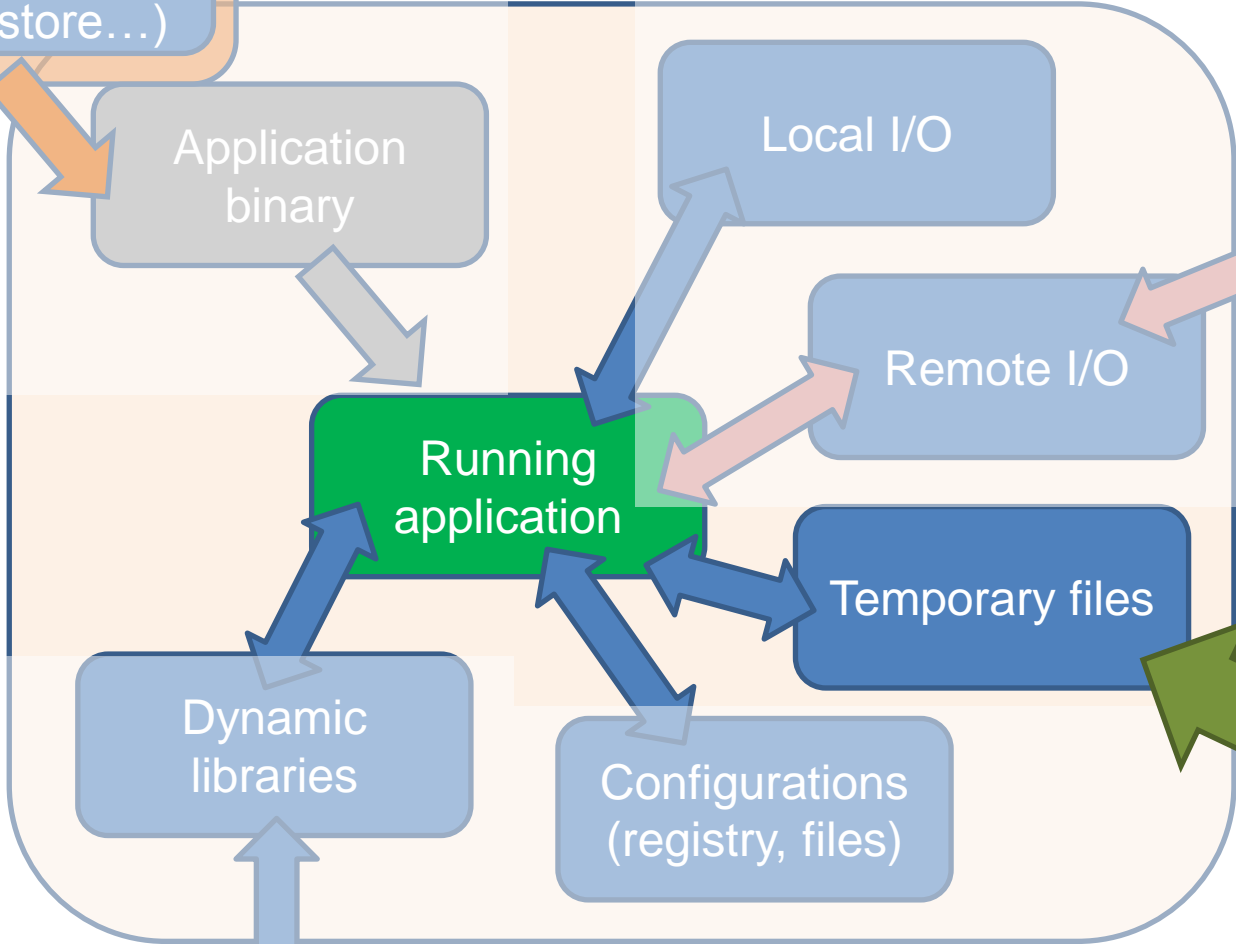 store…)
Application
binary
Local I/O
Remote I/O
Running
application
Temporary files
Dynamic
libraries
Configurations
(registry, files)